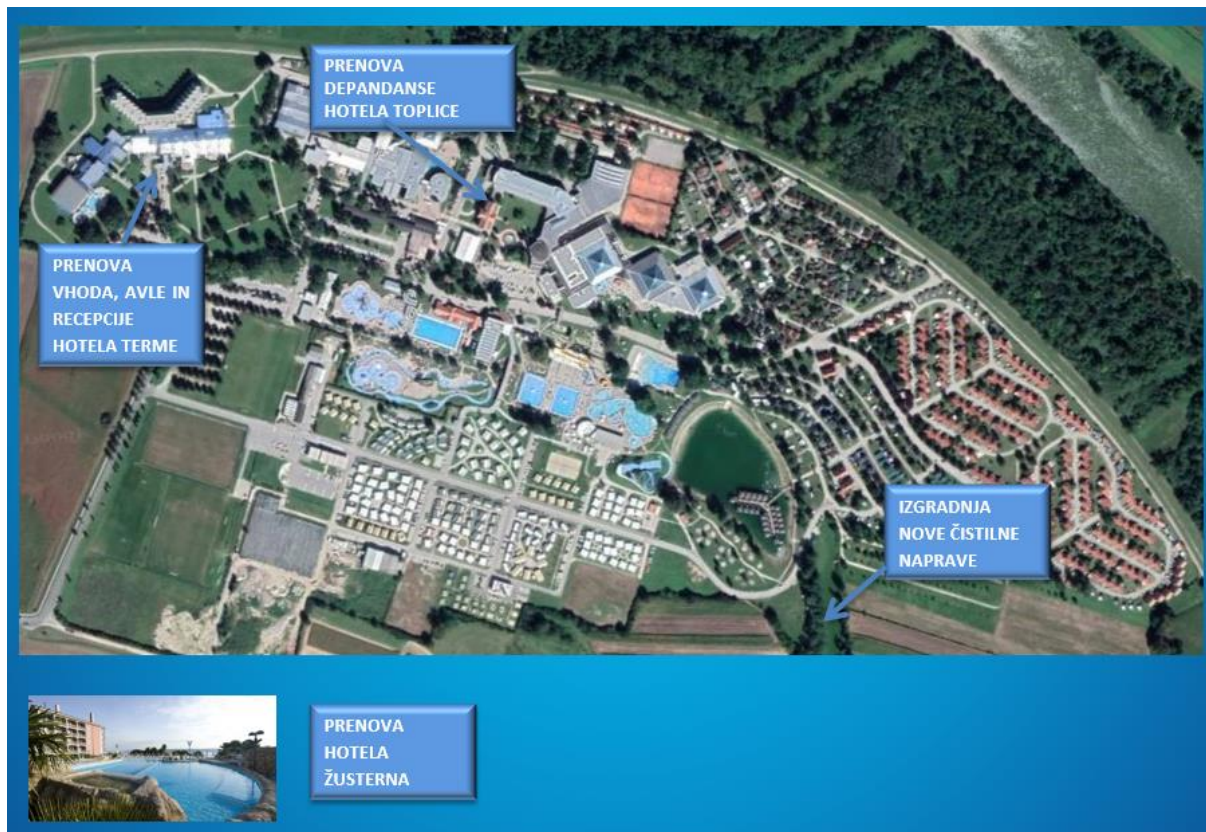 PRENOVA
DEPANDANSE
HOTELA TOPLICE
PRENOVA
VHODA, AVLE IN
RECEPCIJE
HOTELA TERME
IZGRADNJA
NOVE ČISTILNE
NAPRAVE
PRENOVA
HOTELA
ŽUSTERNA